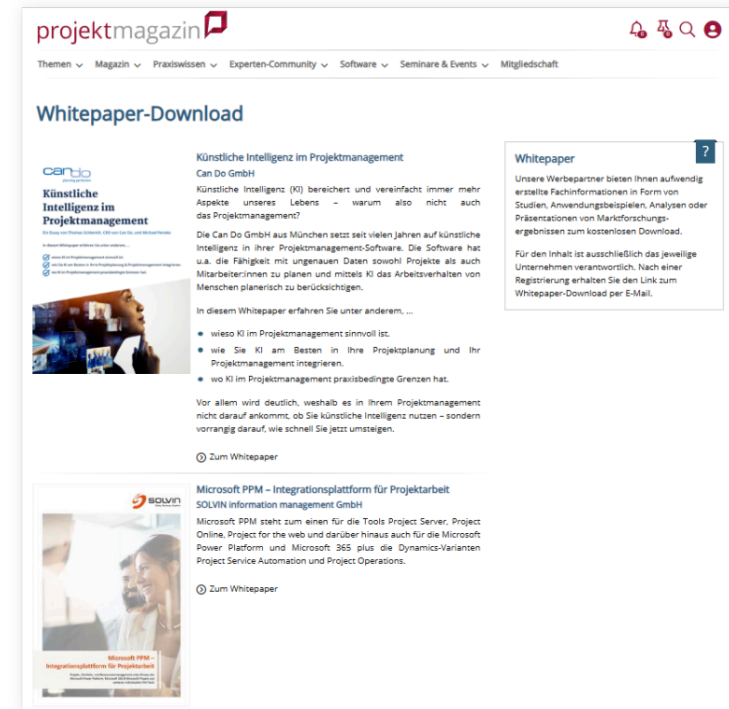 projektmagazin
Themen Magazin Praxiswissen Experten-Community Software Seminare & Events Mitgliedschaft
Whitepaper-Download
can do
Künstliche
Intelligenz im
Projektmanagement
Künstliche Intelligenz im Projektmanagement
Can Do GmbH
Künstliche Intelligenz (KI) bereichert und vereinfacht immer mehr
Aspekte unseres Lebens – warum also nicht auch
das Projektmanagement?
Die Can Do GmbH aus München setzt seit vielen Jahren auf künstliche
Intelligenz in ihrer Projektmanagement-Software. Die Software hat
u.a. die Fähigkeit mit ungenauen Daten sowohl Projekte als auch
Mitarbeiter:innen zu planen und mittels KI das Arbeitsverhalten von
Menschen planerisch zu berücksichtigen.
In diesem Whitepaper erfahren Sie unter anderem, ...
wieso KI im Projektmanagement sinnvoll ist.
wie Sie KI am Besten in Ihre Projektplanung und Ihr
Projektmanagement integrieren.
wo KI im Projektmanagement praxisbedingte Grenzen hat.
Vor allem wird deutlich, weshalb es in Ihrem Projektmanagement
nicht darauf ankommt, ob Sie künstliche Intelligenz nutzen – sondern
vorrangig darauf, wie schnell Sie jetzt umsteigen.
Zum Whitepaper
?
Whitepaper
Unsere Werbepartner bieten Ihnen aufwendig
erstellte Fachinformationen in Form von
Studien, Anwendungsbeispielen, Analysen oder
Präsentationen von Marktforschungs-
ergebnissen zum kostenlosen Download.
Für den Inhalt ist ausschließlich das jeweilige
Unternehmen verantwortlich. Nach einer
Registrierung erhalten Sie den Link zum
Whitepaper-Download per E-Mail.
SOLVIN
Microsoft PPM –
Integrationsplattform für Projektarbeit
Microsoft PPM – Integrationsplattform für Projektarbeit
SOLVIN information management GmbH
Microsoft PPM steht zum einen für die Tools Project Server, Project
Online, Project for the web und darüber hinaus auch für die Microsoft
Power Platform und Microsoft 365 plus die Dynamics-Varianten
Project Service Automation und Project Operations.
Zum Whitepaper